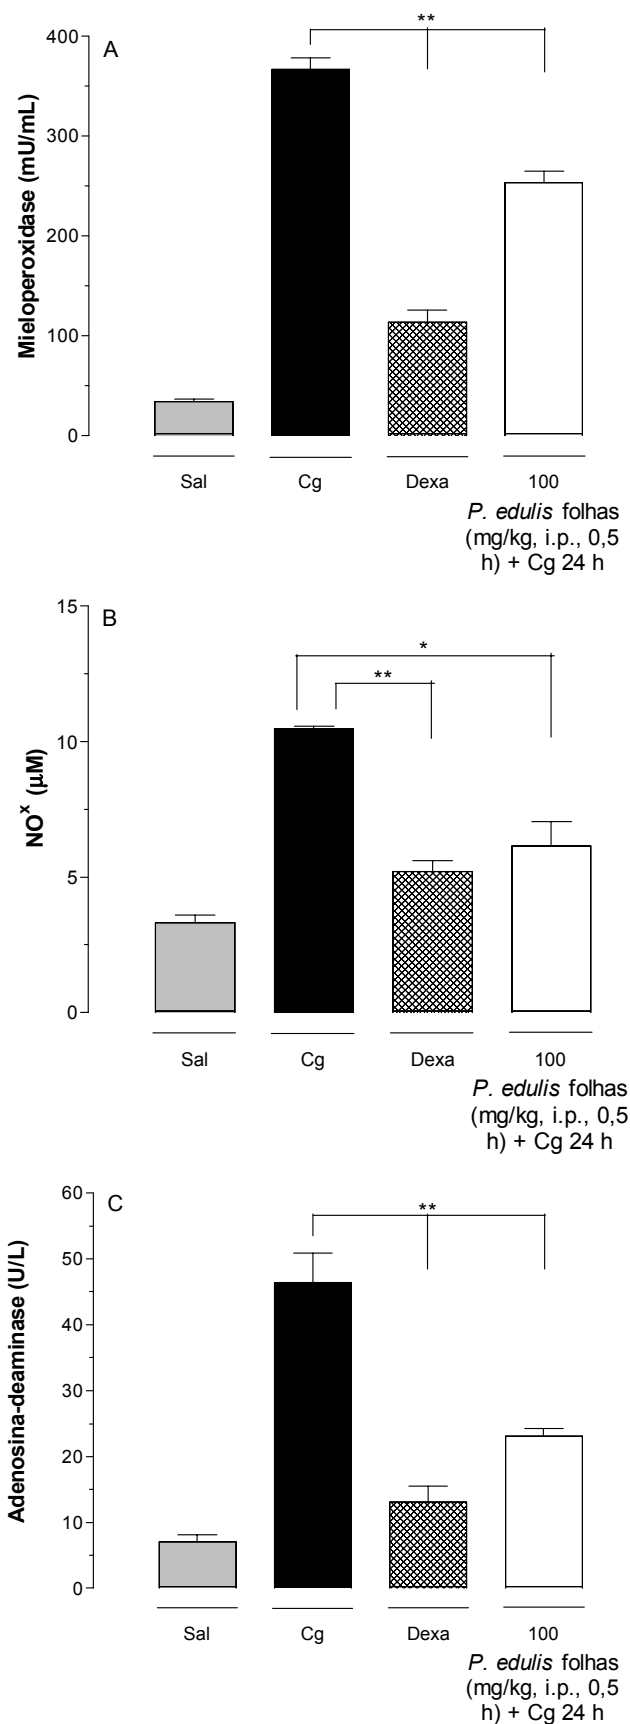 **
A
400
300
200
100
0
Mieloperoxidase (mU/mL)
Sal Cg Dexa 100
P. edulis folhas
(mg/kg, i.p., 0,5
h) + Cg 24 h
15
B
*
**
10
5
0
NOx (μM)
Sal Cg Dexa 100
P. edulis folhas
(mg/kg, i.p., 0,5
h) + Cg 24 h
60
C
**
50
40
30
20
10
0
Adenosina-deaminase (U/L)
Sal Cg Dexa 100
P. edulis folhas
(mg/kg, i.p., 0,5
h) + Cg 24 h